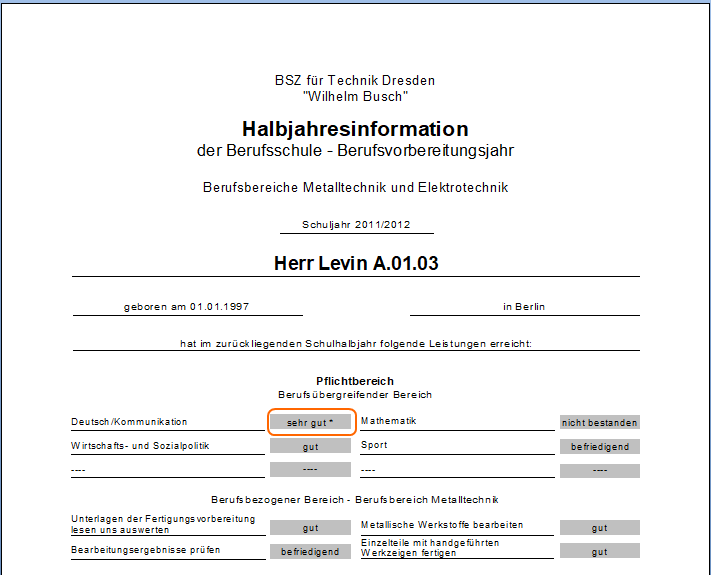 BSZ für Technik Dresden
"Wilhelm Busch"
Halbjahresinformation
der Berufsschule - Berufsvorbereitungsjahr
Berufsbereiche Metalltechnik und Elektrotechnik
Schuljahr 2011/2012
Herr Levin A.01.03
geboren am 01.01.1997 in Berlin
hat im zurückliegenden Schulhalbjahr folgende Leistungen erreicht:
Pflichtbereich
Berufsübergreifender Bereich
Deutsch/Kommunikation sehr gut * Mathematik nicht bestanden
Wirtschafts- und Sozialpolitik gut Sport befriedigend
---- ---- ---- ----
Berufsbezogener Bereich - Berufsbereich Metalltechnik
Unterlagen der Fertigungsvorbereitung
lesen uns auswerten gut Metallische Werkstoffe bearbeiten gut
Bearbeitungsergebnisse prüfen befriedigend Einzelteile mit handgeführten
Werkzeigen fertigen gut